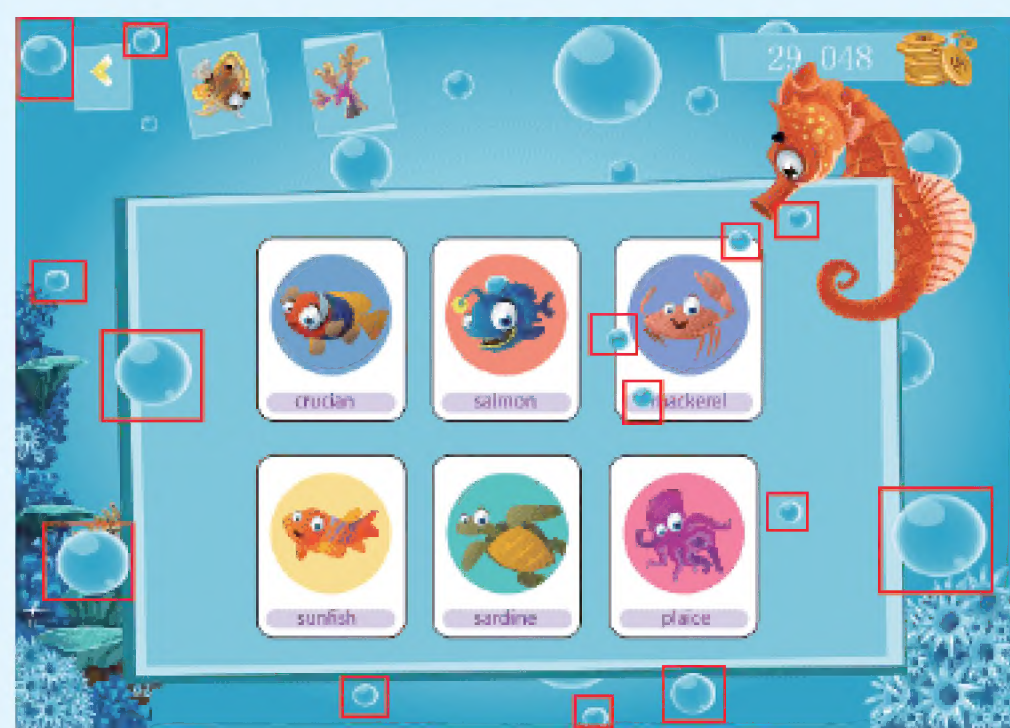 29 048
crucian
salmon
mackerel
sunfish
sardine
plaice